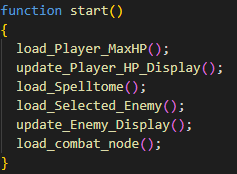 function start()
{
  load_Player_MaxHP();
  update_Player_HP_Display();
  load_Spelltome();
  load_Selected_Enemy();
  update_Enemy_Display();
  load_combat_node();
}